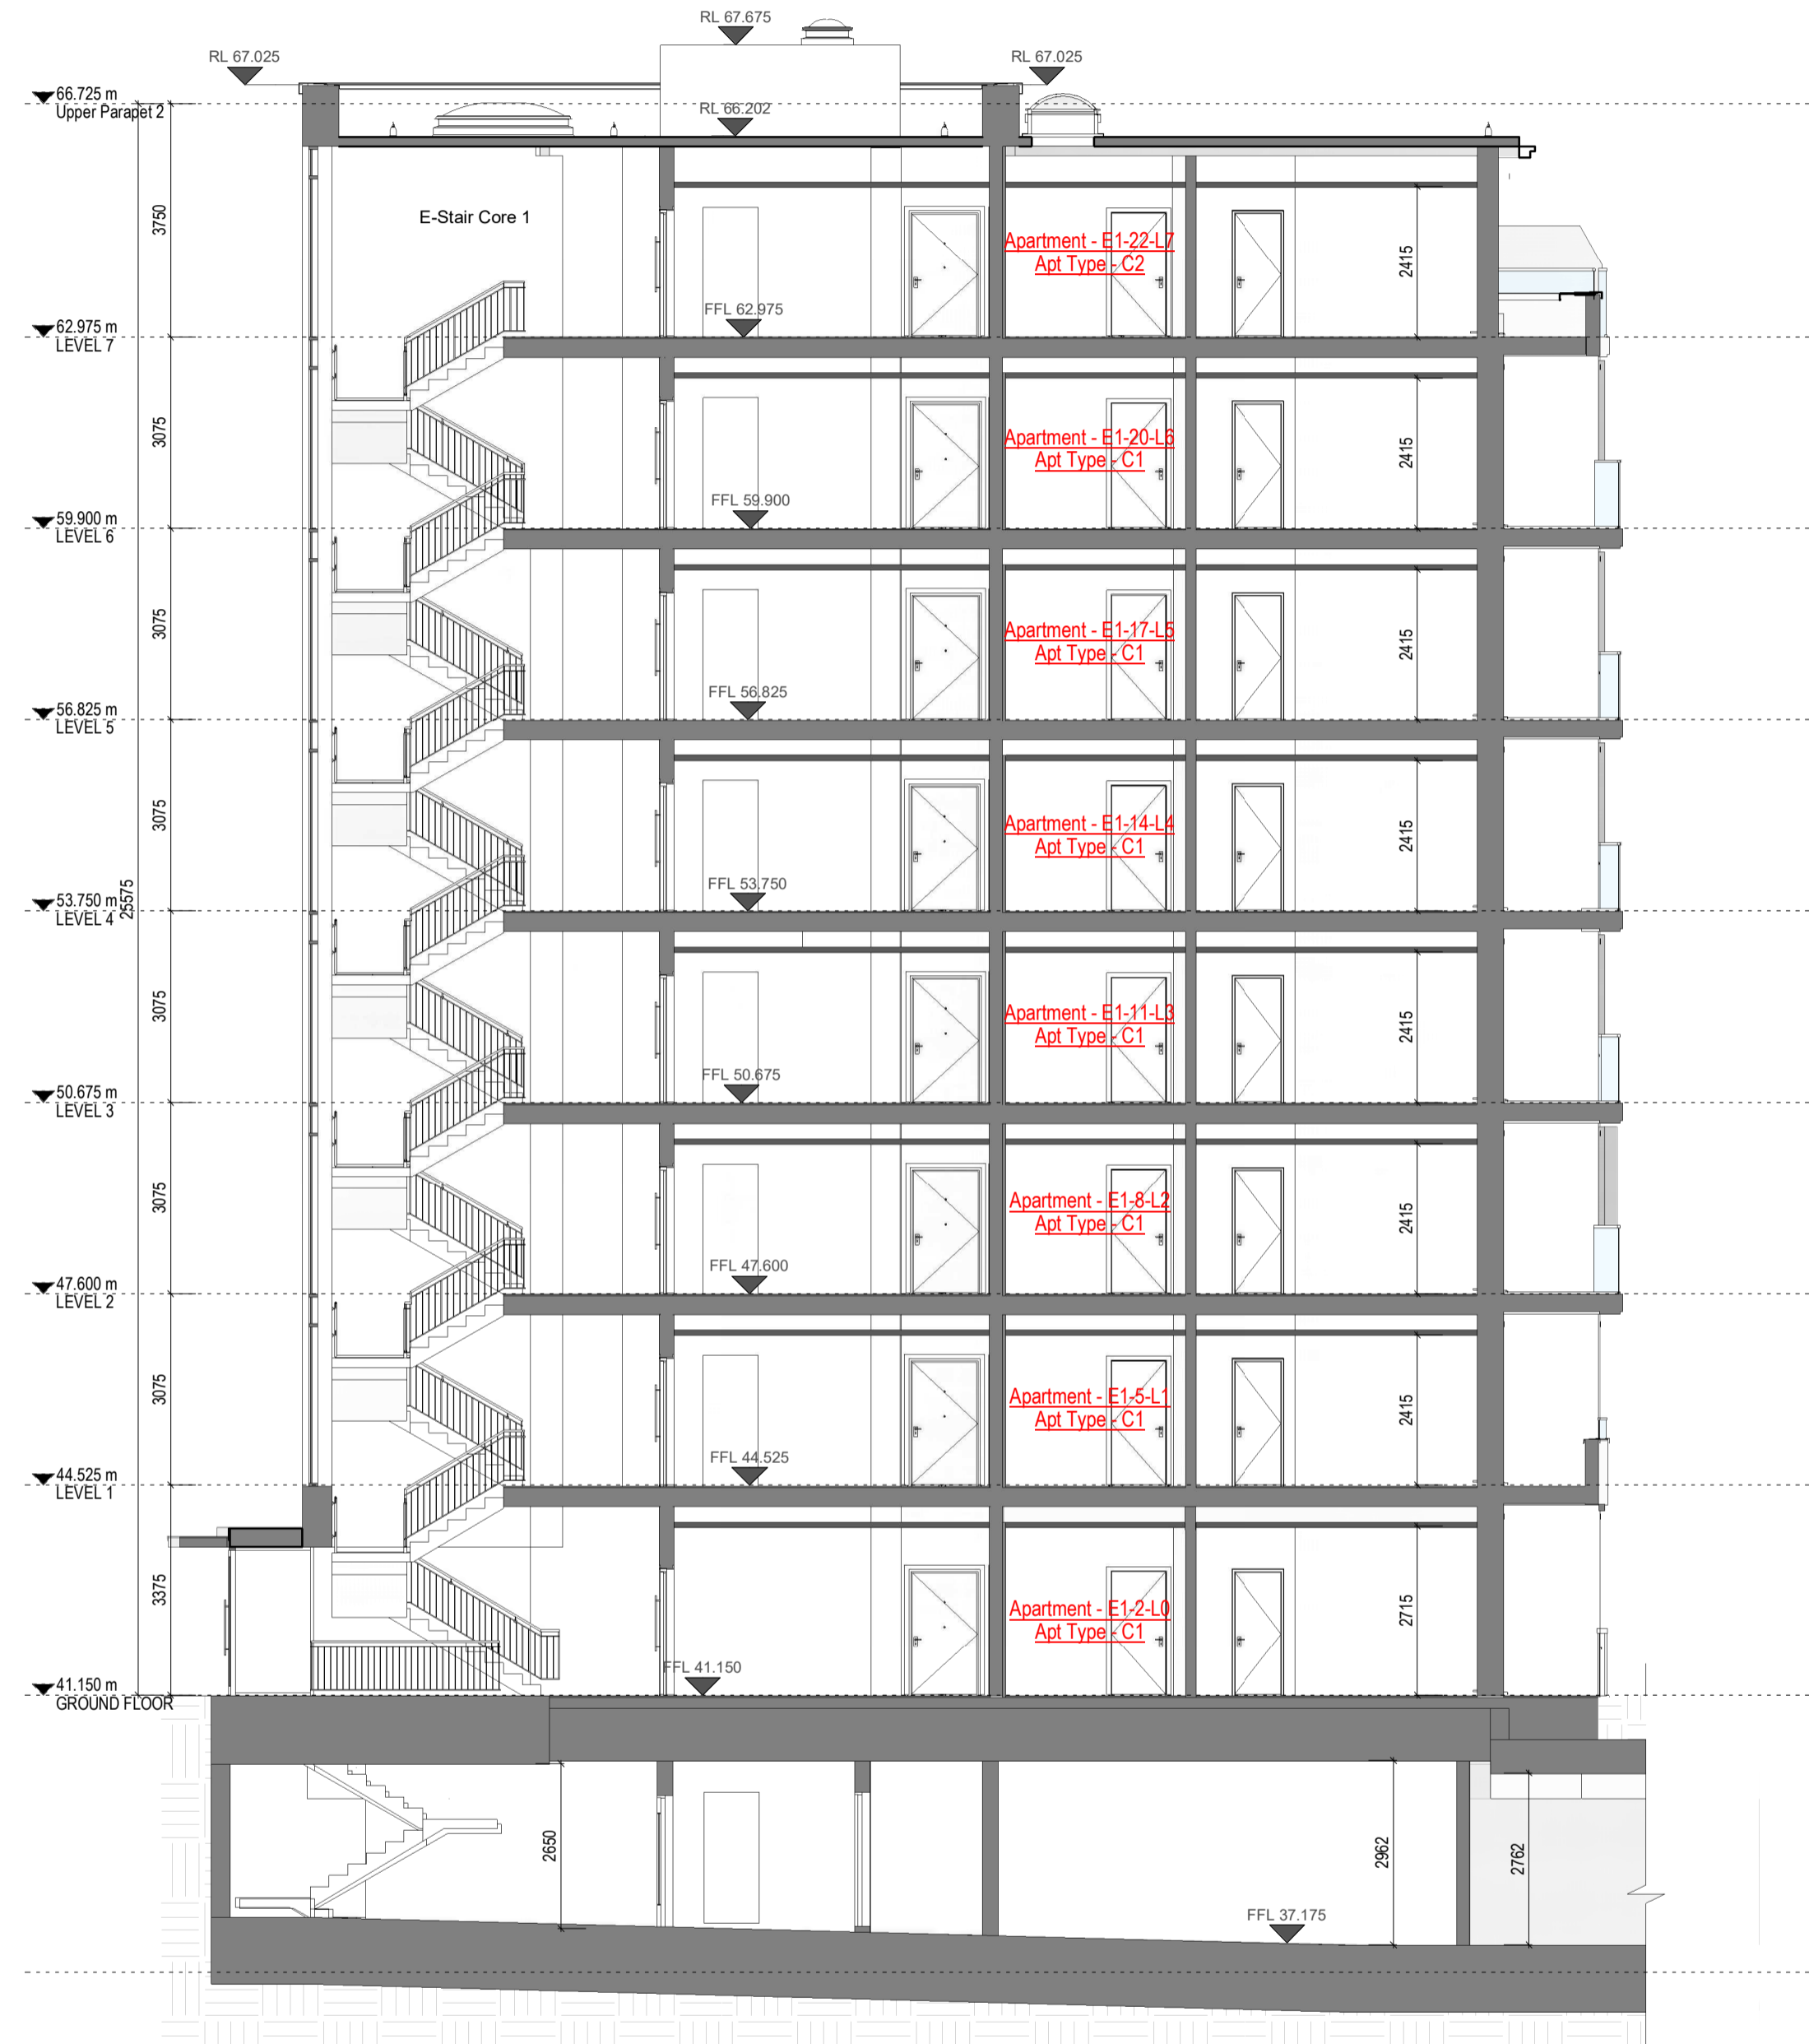 RL 67.675
RL 67.025
RL 67.025
66.725 m
Upper Parapet 2
RL 66.202
3750
E-Stair Core 1
Apartment - E1-22-L7
Apt Type - C2
2415
FFL 62.975
62.975 m
LEVEL 7
3075
Apartment - E1-20-L6
Apt Type - C1
2415
FFL 59.900
59.900 m
LEVEL 6
3075
Apartment - E1-17-L5
Apt Type - C1
2415
FFL 56.825
56.825 m
LEVEL 5
3075
Apartment - E1-14-L4
Apt Type - C1
2415
FFL 53.750
25575
53.750 m
LEVEL 4
3075
Apartment - E1-11-L3
Apt Type - C1
2415
FFL 50.675
50.675 m
LEVEL 3
3075
Apartment - E1-8-L2
Apt Type - C1
2415
FFL 47.600
47.600 m
LEVEL 2
3075
Apartment - E1-5-L1
Apt Type - C1
2415
FFL 44.525
44.525 m
LEVEL 1
3375
Apartment - E1-2-L0
Apt Type - C1
2715
FFL 41.150
41.150 m
GROUND FLOOR
2650
2962
2762
FFL 37.175